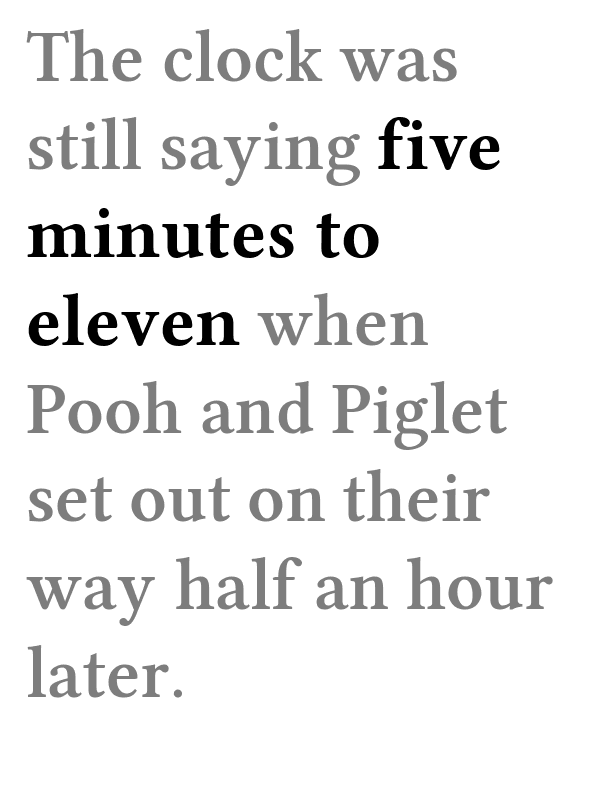 The clock was
still saying five
minutes to
eleven when
Pooh and Piglet
set out on their
way half an hour
later.